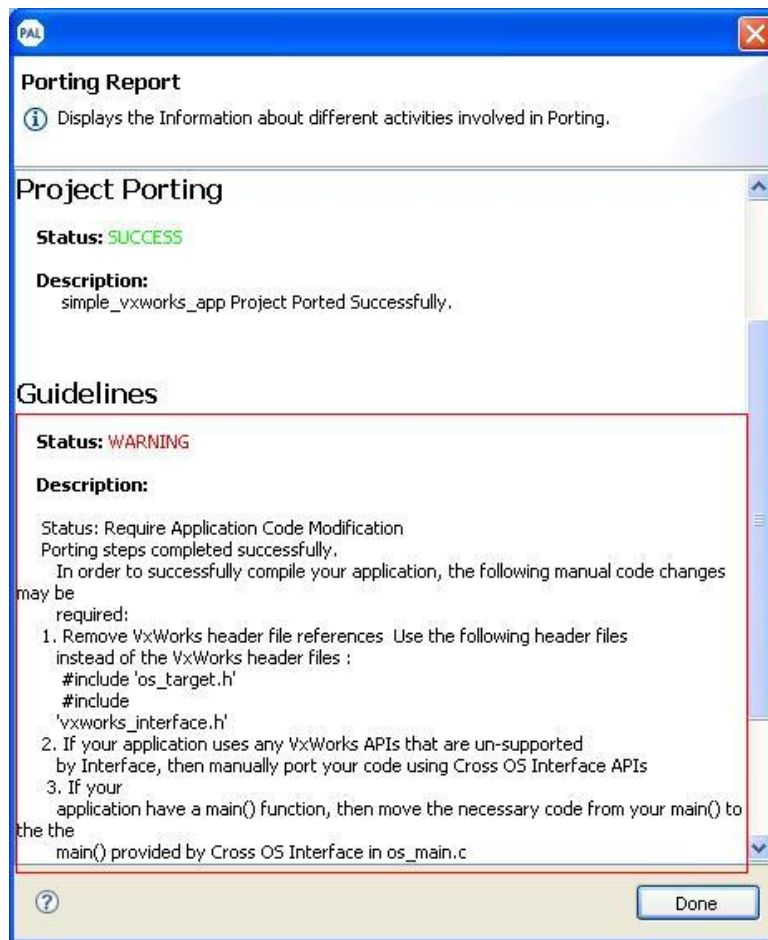 PAL
Porting Report
Displays the Information about different activities involved in Porting.
Project Porting
Status: SUCCESS
Description:
simple_vxworks_app Project Ported Successfully.
Guidelines
Status: WARNING
Description:
Status: Require Application Code Modification
Porting steps completed successfully.
In order to successfully compile your application, the following manual code changes
may be
required:
1. Remove VxWorks header file references  Use the following header files
instead of the VxWorks header files :
#include 'os_target.h'
#include
'vxworks_interface.h'
2. If your application uses any VxWorks APIs that are un-supported
by Interface, then manually port your code using Cross OS Interface APIs
3. If your
application have a main() function, then move the necessary code from your main() to
the the
main() provided by Cross OS Interface in os_main.c
Done